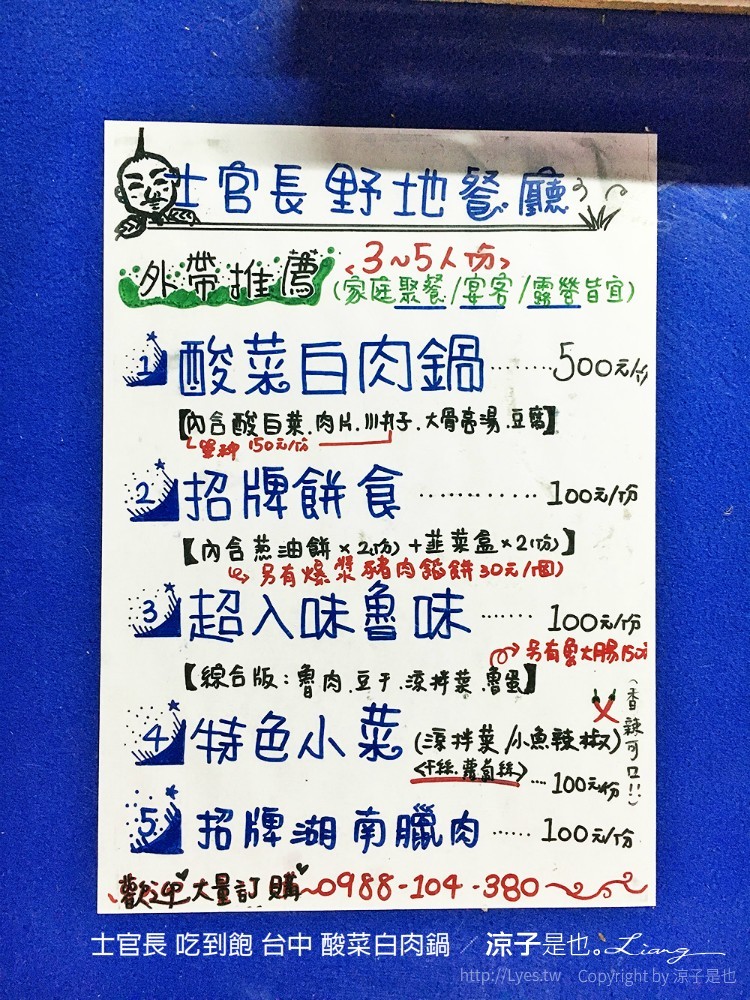 士官長 野地餐廳
外帶推薦 <3~5人份>
(家庭聚餐/宴客/露營皆宜)
1 酸菜白肉鍋········500元/份
【內含酸白菜.肉片.丸餃子.大骨高湯.豆腐】
單种 150元/份
2 招牌餅食 ············100元/份
【內含蔥油餅×2(份)+韭菜盒×2(份)】
另有爆漿豬肉餡餅30元/個)
3 超入味魯味······100元/份
另有魯大腸150元
【綜合版:魯肉.豆干.涼拌菜.魯蛋】
4 特色小菜 (涼拌菜/小魚辣椒)
<干絲.蘿蔔絲>····100元/份
(香辣可口!!)
5 招牌湖南臘肉······100元/份
歡迎大量訂購~0988-104-380~
士官長 吃到飽 台中 酸菜白肉鍋 / 涼子是也。Liang
http://Lyes.tw Copyright by 涼子是也